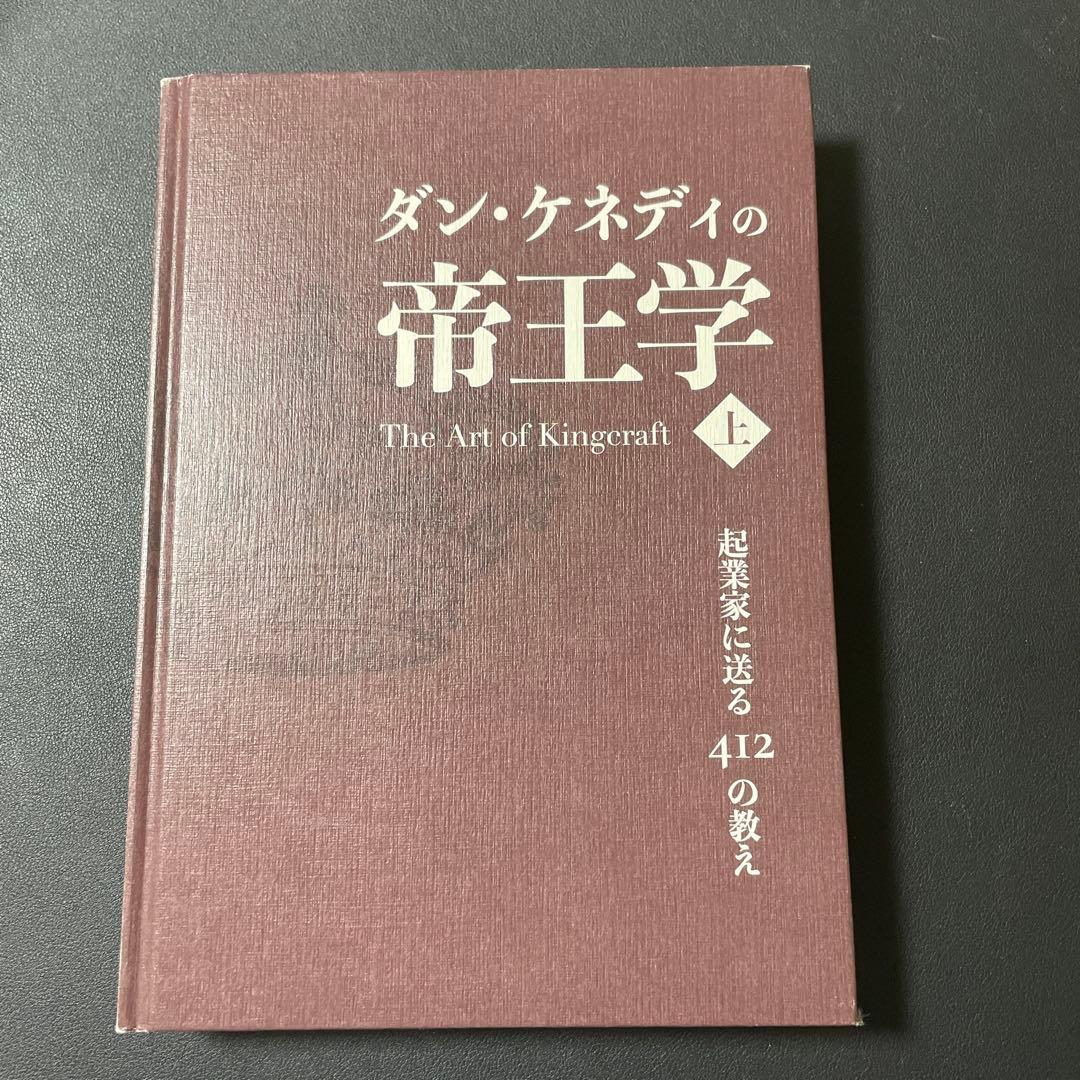 ダン・ケネディの
帝王学
The Art of Kingcraft
上
起業家に送る412の教え